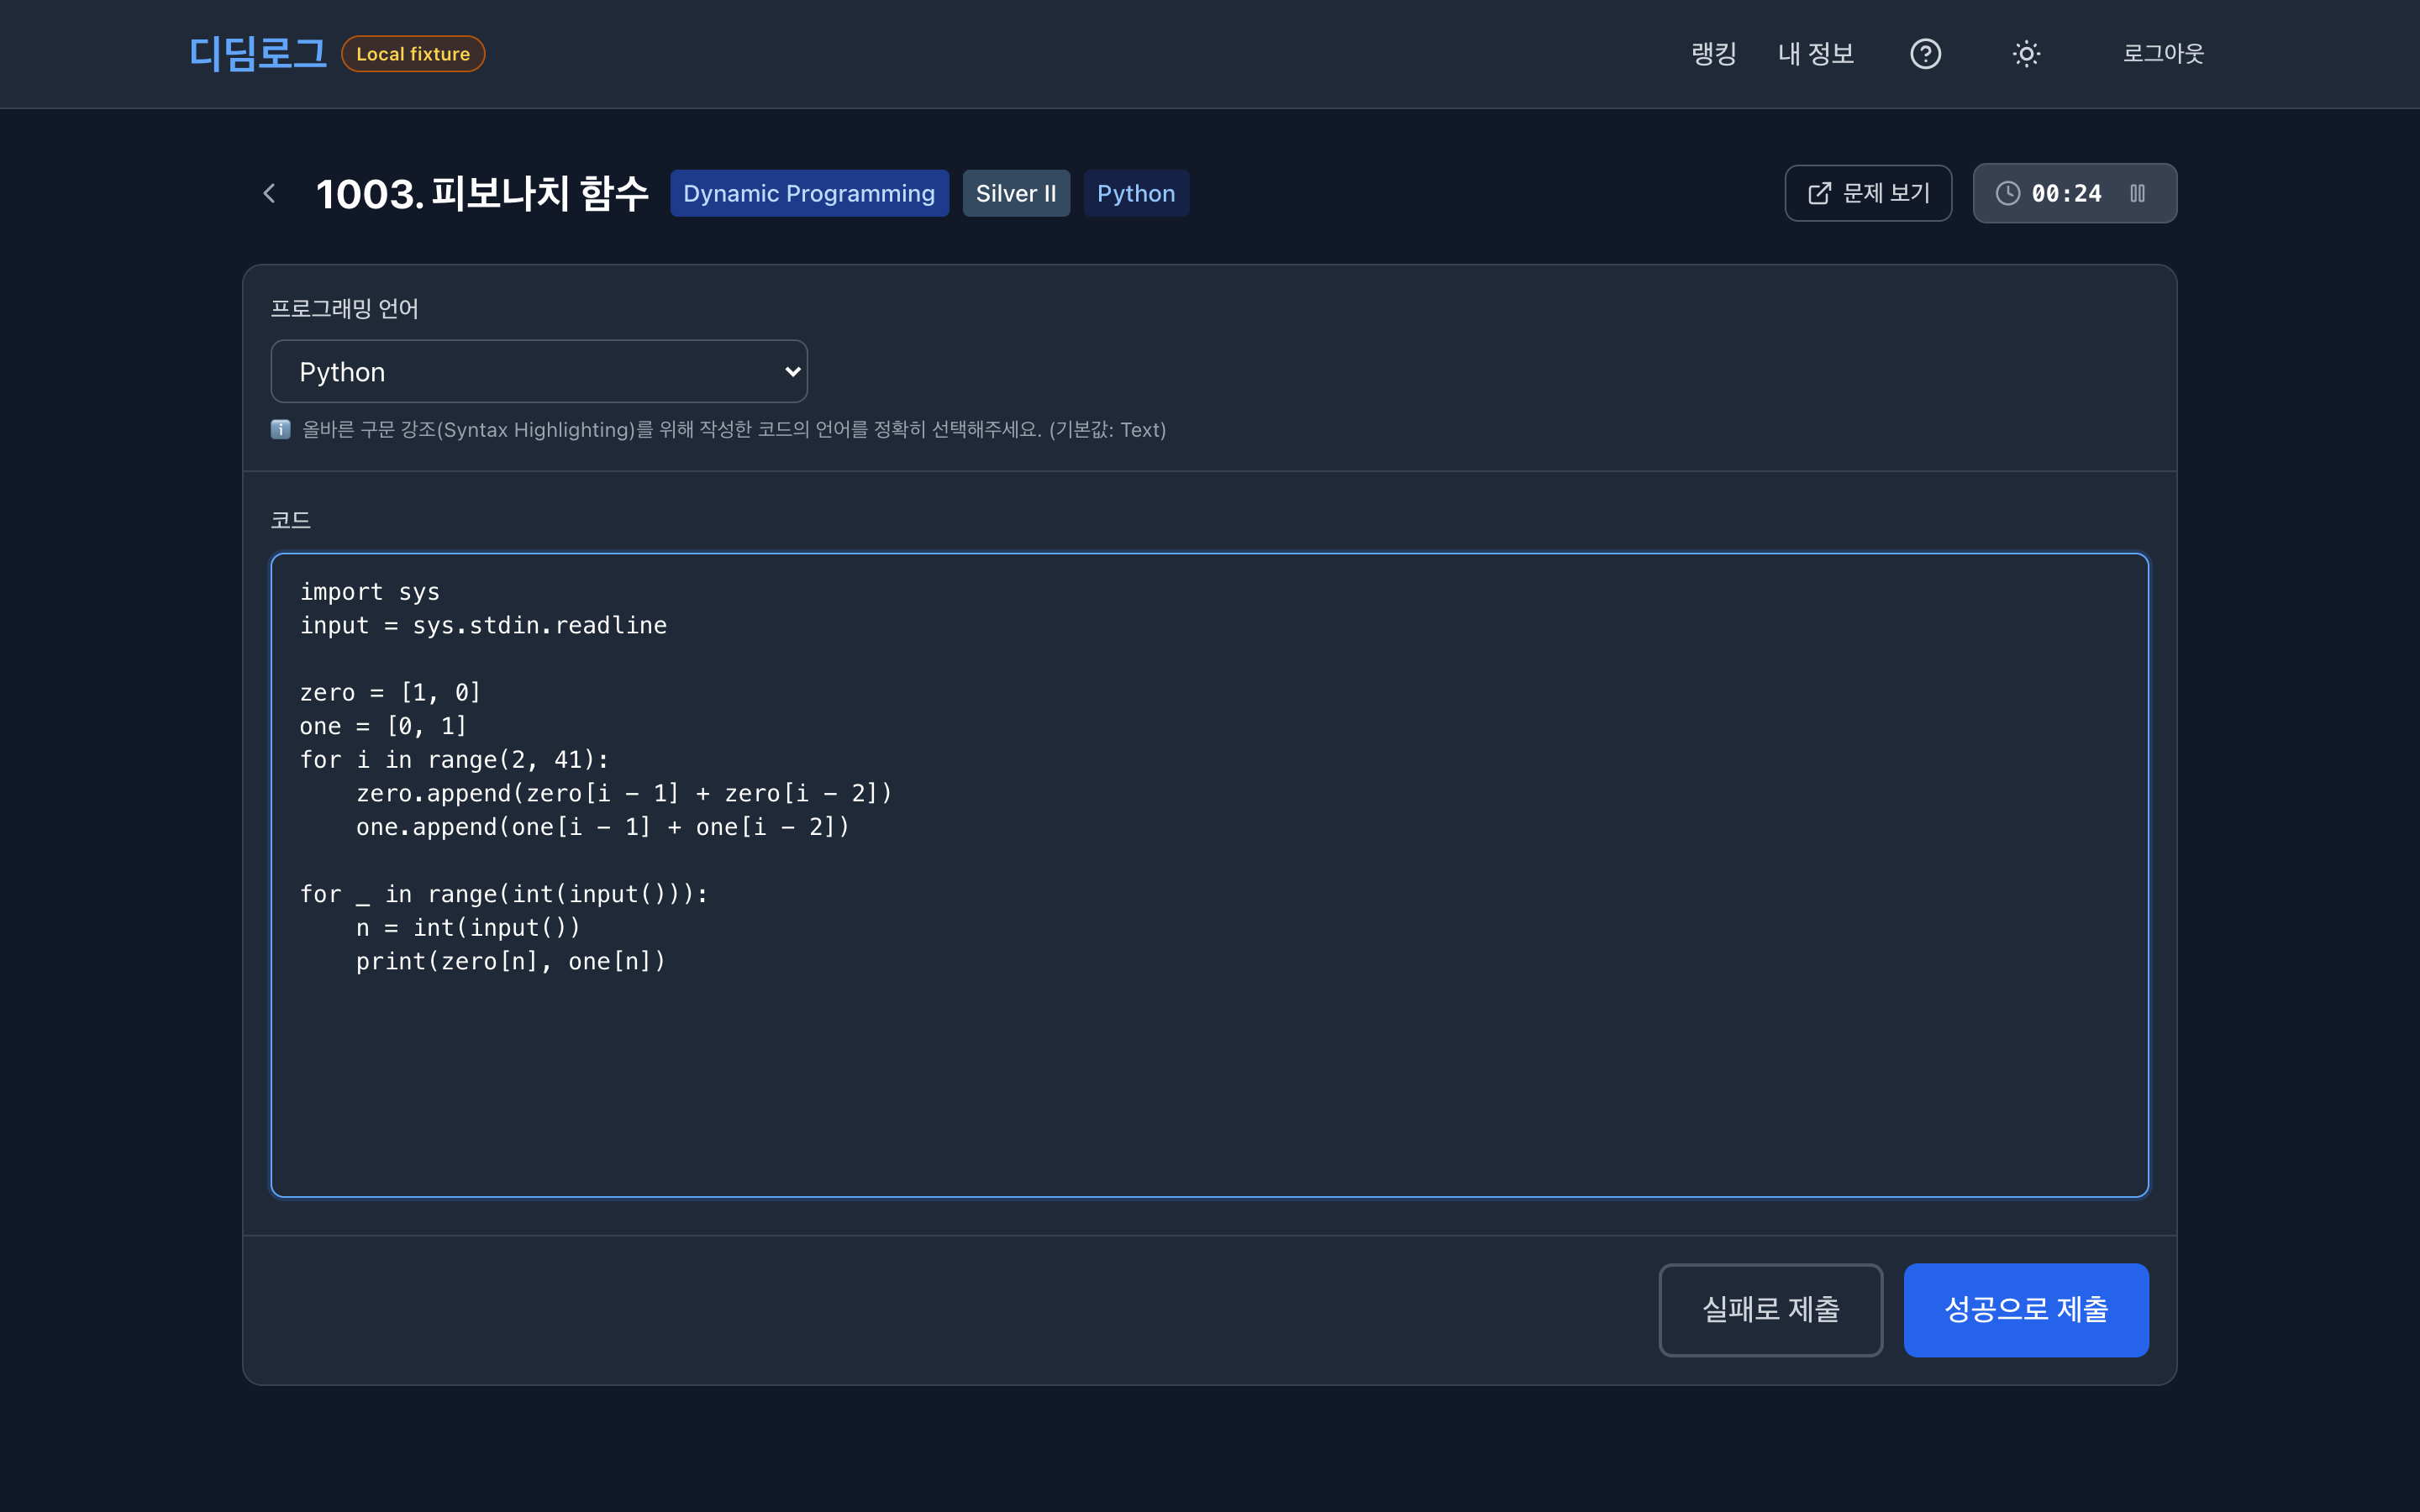 디딤로그 Local fixture 랭킹 내 정보 로그아웃
1003. 피보나치 함수 Dynamic Programming Silver II Python 문제 보기 00:24
프로그래밍 언어
Python
올바른 구문 강조(Syntax Highlighting)를 위해 작성한 코드의 언어를 정확히 선택해주세요. (기본값: Text)
코드
import sys
input = sys.stdin.readline

zero = [1, 0]
one = [0, 1]
for i in range(2, 41):
    zero.append(zero[i - 1] + zero[i - 2])
    one.append(one[i - 1] + one[i - 2])

for _ in range(int(input())):
    n = int(input())
    print(zero[n], one[n])
실패로 제출 성공으로 제출